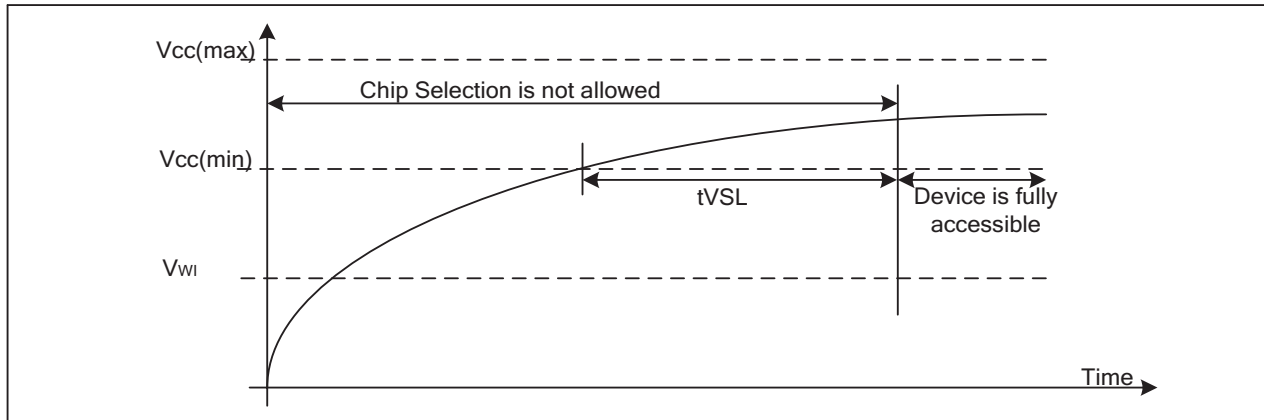 Vcc(max)
Chip Selection is not allowed
Vcc(min)
tVSL
Device is fully
accessible
VWI
Time